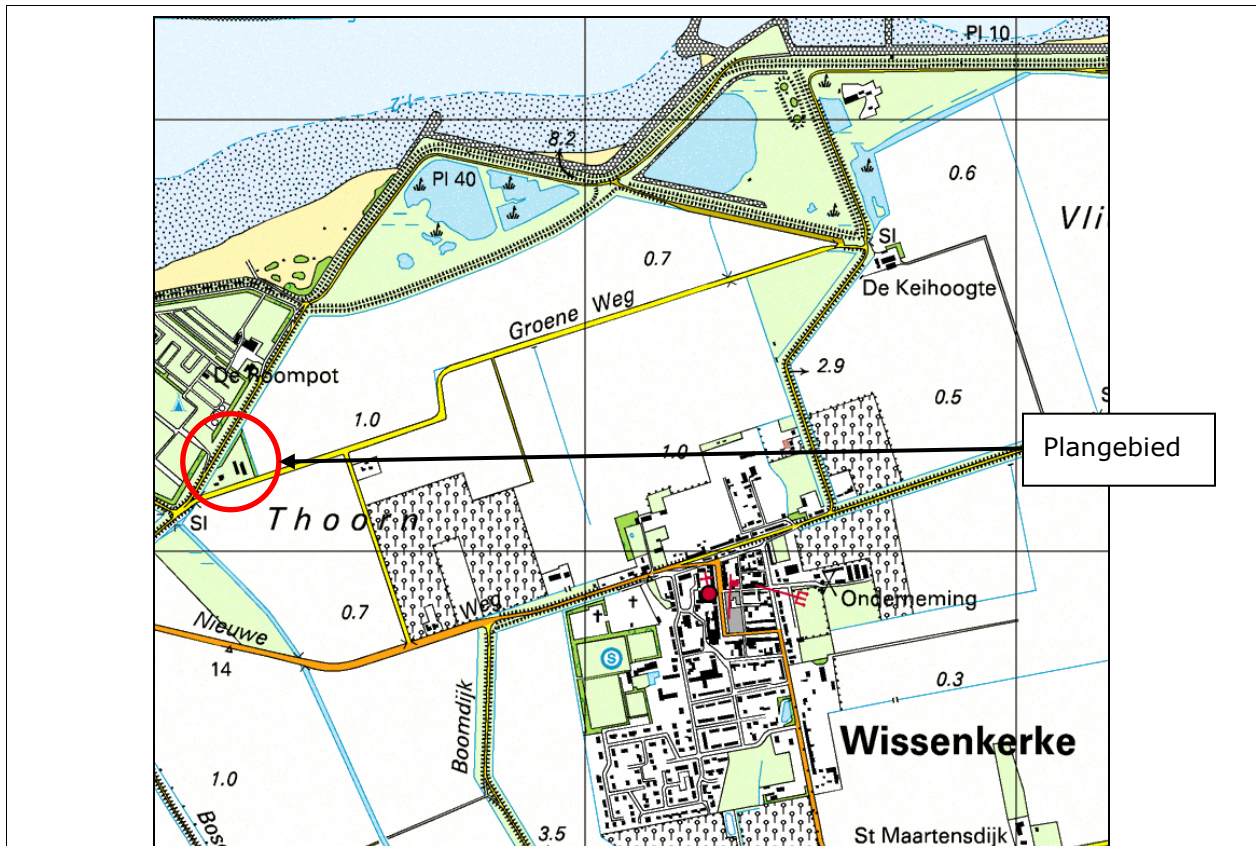 Pl 10
8.2
Pl 40
0.6
Vli
Sl
0.7
De Keihoogte
Groene Weg
2.9
De Roompot
0.5
S
1.0
1.0
Plangebied
Sl
Thoorn
Onderneming
0.7
Weg
Nieuwe
14
S
0.3
Boomdijk
Wissenkerke
1.0
3.5
St Maartensdijk